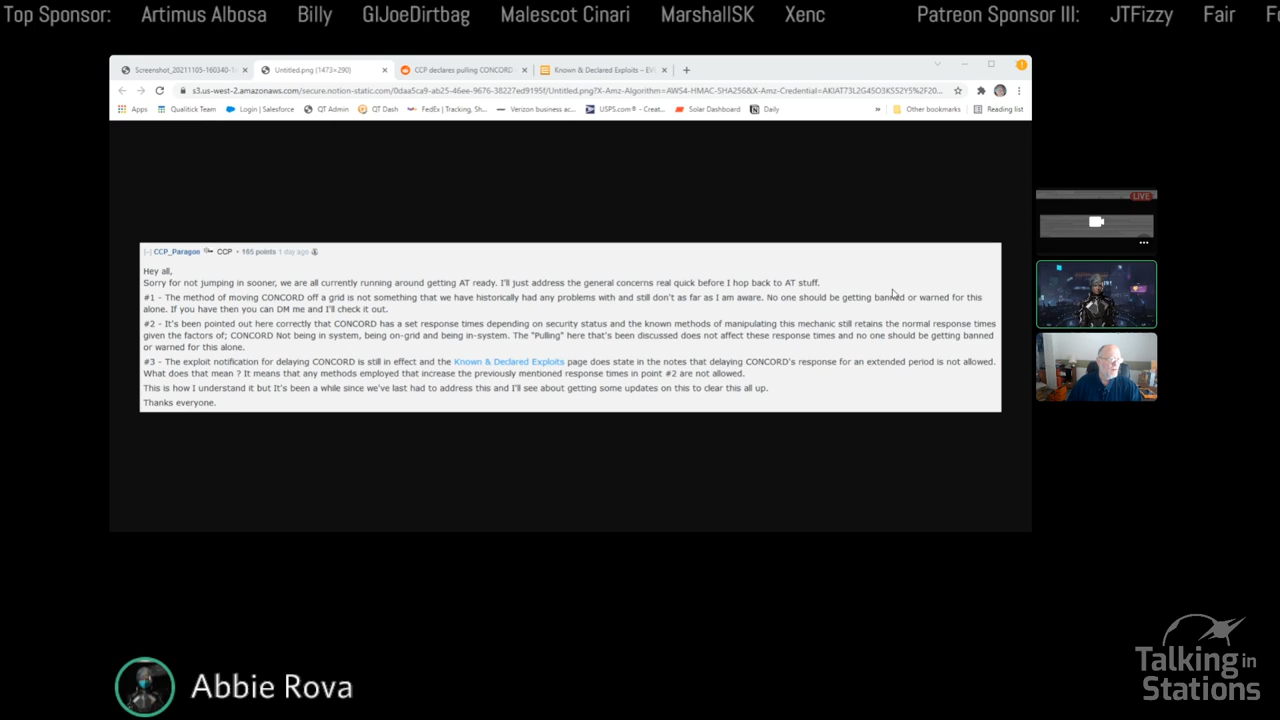 Top Sponsor: Artimus Albosa Billy GIJoeDirtbag Malescot Cinari MarshallSK Xenc Patreon Sponsor III: JTFizzy Fair
Screenshot_20211105-160340-1 Untitled.png (1473×290) CCP declares pulling CONCORD Known & Declared Exploits – EV
s3.us-west-2.amazonaws.com/secure.notion-static.com/0daa5ca9-ab25-46ee-9676-38227ed9195f/Untitled.png?X-Amz-Algorithm=AWS4-HMAC-SHA256&X-Amz-Credential=AKIAT73L2G45O3KS52Y5%2F20...
Apps Qualitick Team Login | Salesforce QT Admin QT Dash FedEx | Tracking, Sh... Verizon business ac... USPS.com® - Creat... Solar Dashboard Daily » Other bookmarks Reading list
LIVE
[-] CCP_Paragon CCP • 165 points 1 day ago
Hey all,
Sorry for not jumping in sooner, we are all currently running around getting AT ready. I'll just address the general concerns real quick before I hop back to AT stuff.
#1 - The method of moving CONCORD off a grid is not something that we have historically had any problems with and still don't as far as I am aware. No one should be getting banned or warned for this
alone. If you have then you can DM me and I'll check it out.
#2 - It's been pointed out here correctly that CONCORD has a set response times depending on security status and the known methods of manipulating this mechanic still retains the normal response times
given the factors of; CONCORD Not being in system, being on-grid and being in-system. The "Pulling" here that's been discussed does not affect these response times and no one should be getting banned
or warned for this alone.
#3 - The exploit notification for delaying CONCORD is still in effect and the Known & Declared Exploits page does state in the notes that delaying CONCORD's response for an extended period is not allowed.
What does that mean ? It means that any methods employed that increase the previously mentioned response times in point #2 are not allowed.
This is how I understand it but It's been a while since we've last had to address this and I'll see about getting some updates on this to clear this all up.
Thanks everyone.
Abbie Rova
Talking in
Stations